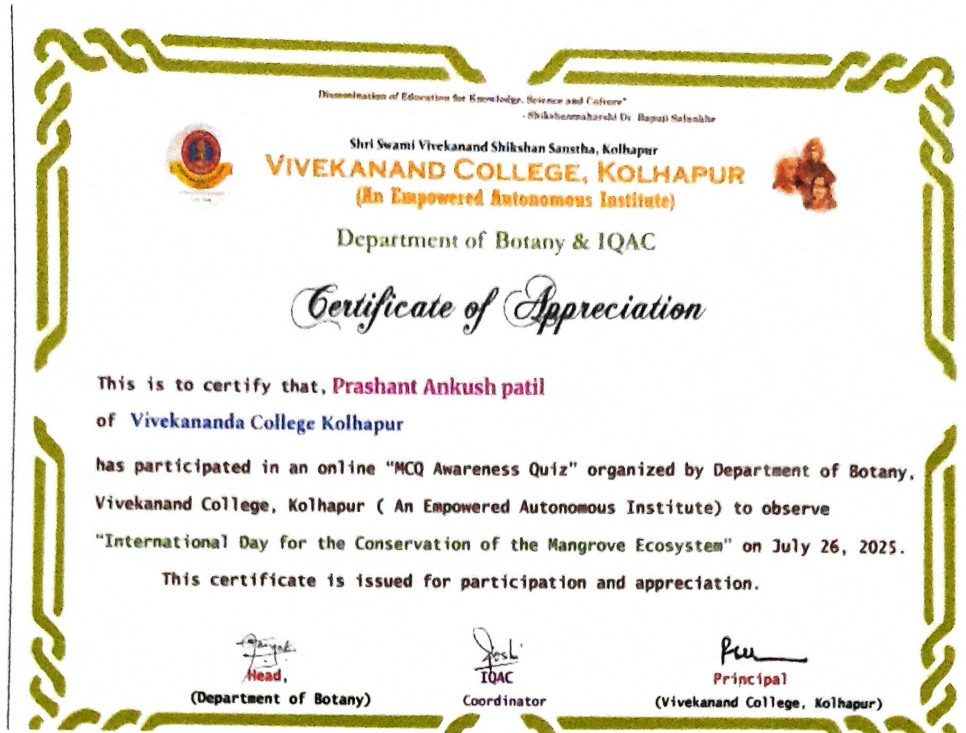 Dissemination of Education for Knowledge, Science and Culture"
- Shikshanmaharshi Dr. Bapuji Salunkhe
Shri Swami Vivekanand Shikshan Sanstha, Kolhapur
VIVEKANAND COLLEGE, KOLHAPUR
(An Empowered Autonomous Institute)
Department of Botany & IQAC
Certificate of Appreciation
This is to certify that, Prashant Ankush patil
of Vivekananda College Kolhapur
has participated in an online "MCQ Awareness Quiz" organized by Department of Botany,
Vivekanand College, Kolhapur ( An Empowered Autonomous Institute) to observe
"International Day for the Conservation of the Mangrove Ecosystem" on July 26, 2025.
This certificate is issued for participation and appreciation.
Head,
(Department of Botany)
IQAC
Coordinator
Principal
(Vivekanand College, Kolhapur)